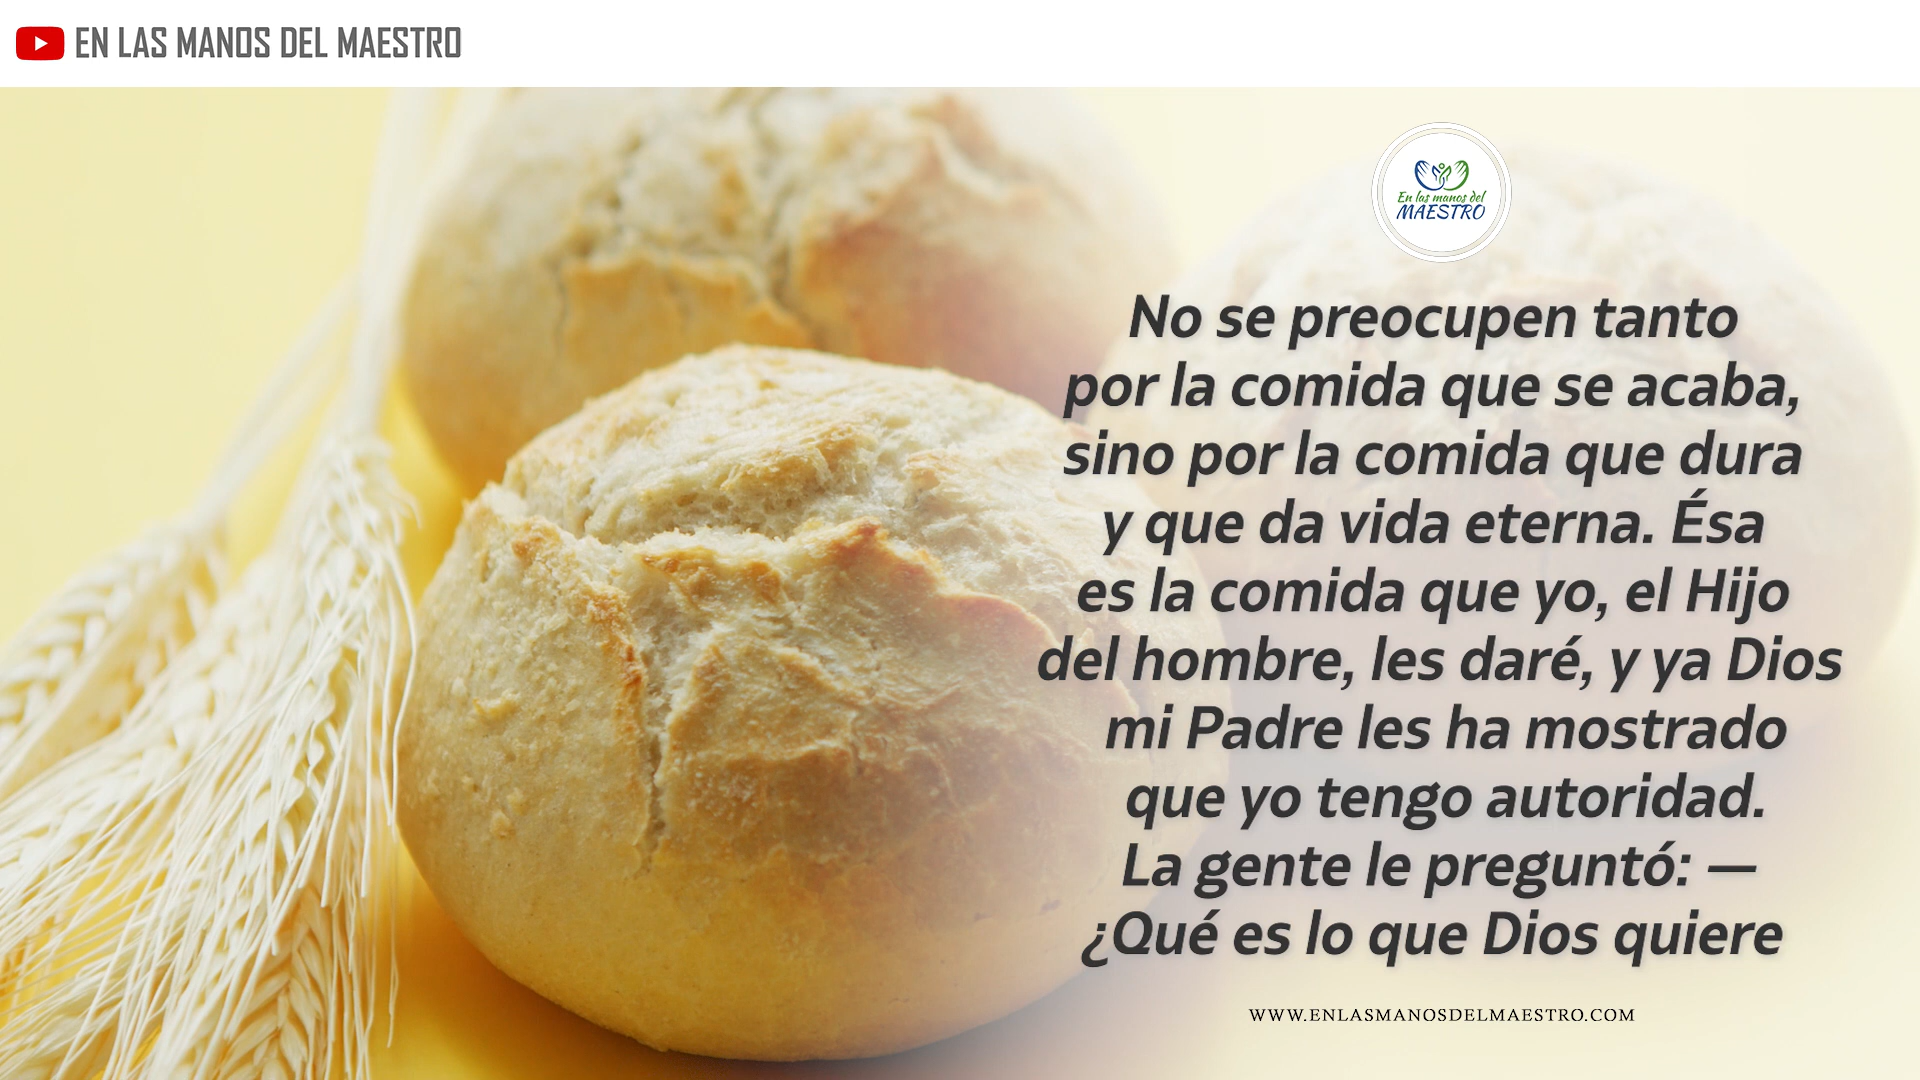 EN LAS MANOS DEL MAESTRO
En las manos del
MAESTRO
No se preocupen tanto
por la comida que se acaba,
sino por la comida que dura
y que da vida eterna. Ésa
es la comida que yo, el Hijo
del hombre, les daré, y ya Dios
mi Padre les ha mostrado
que yo tengo autoridad.
La gente le preguntó: —
¿Qué es lo que Dios quiere
WWW.ENLASMANOSDELMAESTRO.COM